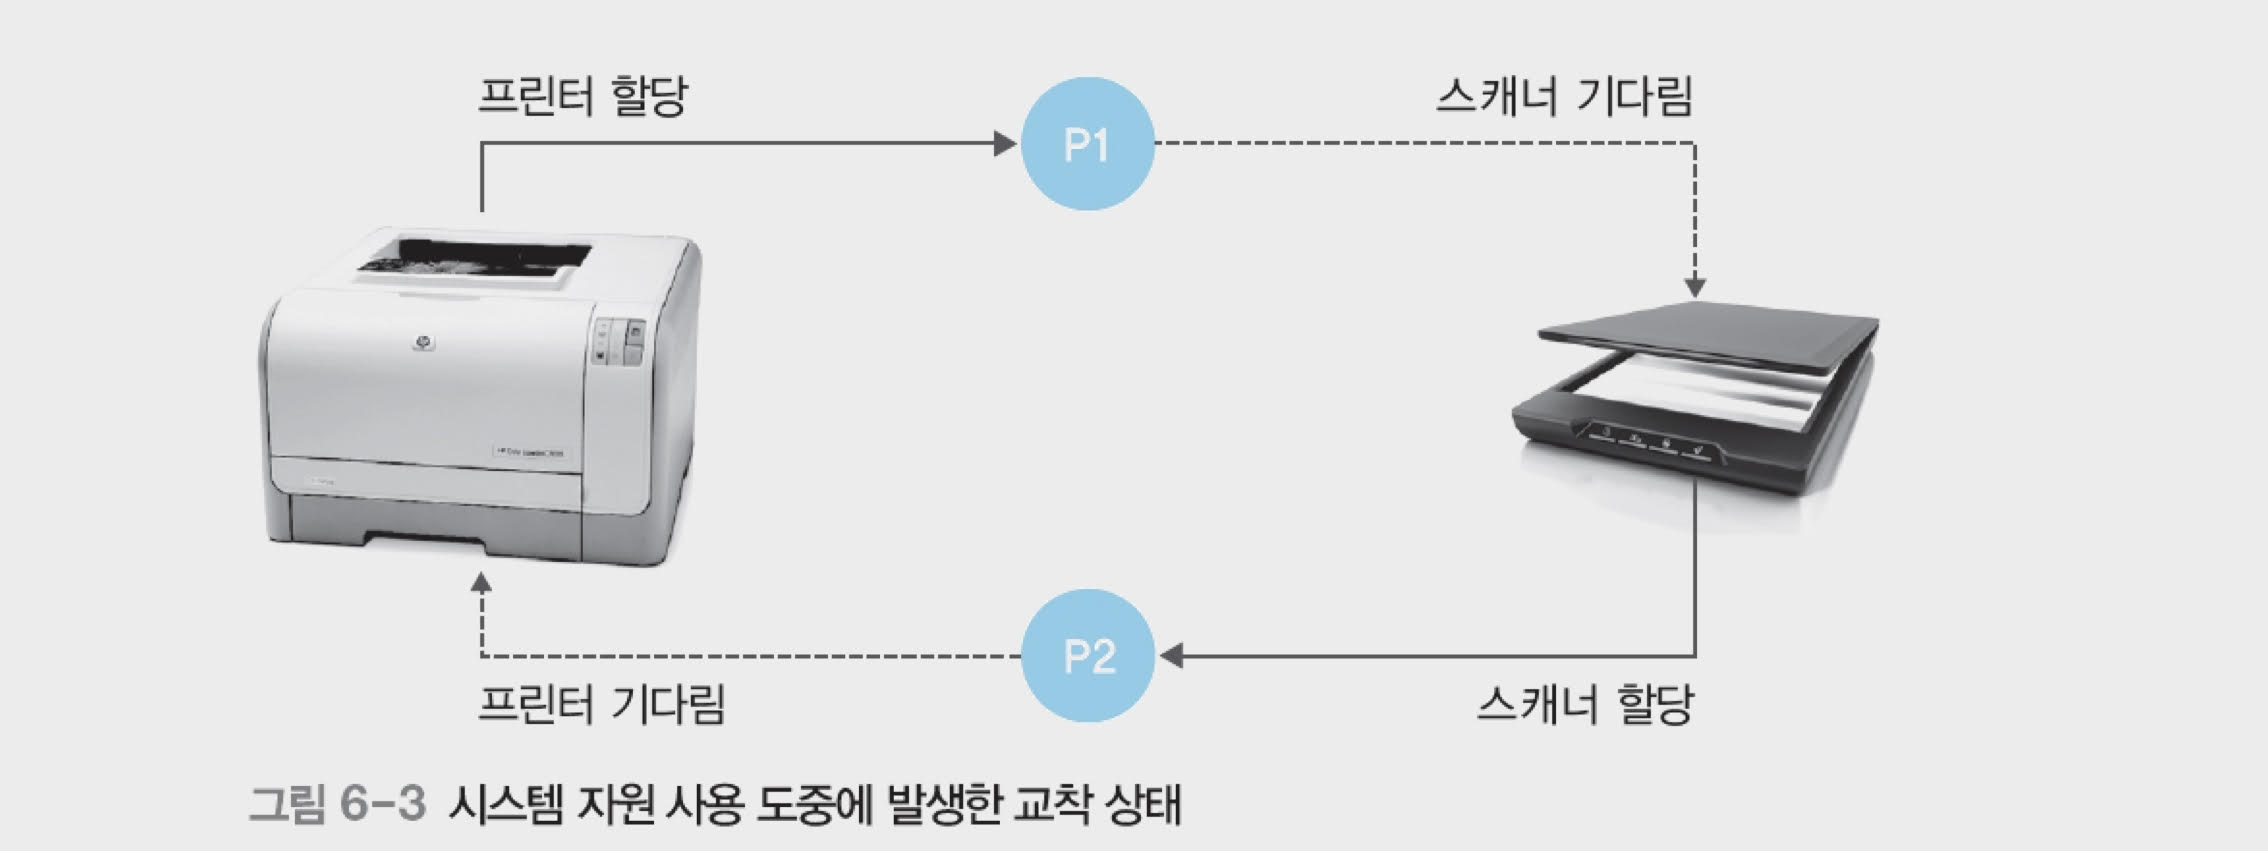 프린터 할당
P1
스캐너 기다림
hp
프린터 기다림
P2
스캐너 할당
그림 6-3 시스템 자원 사용 도중에 발생한 교착 상태